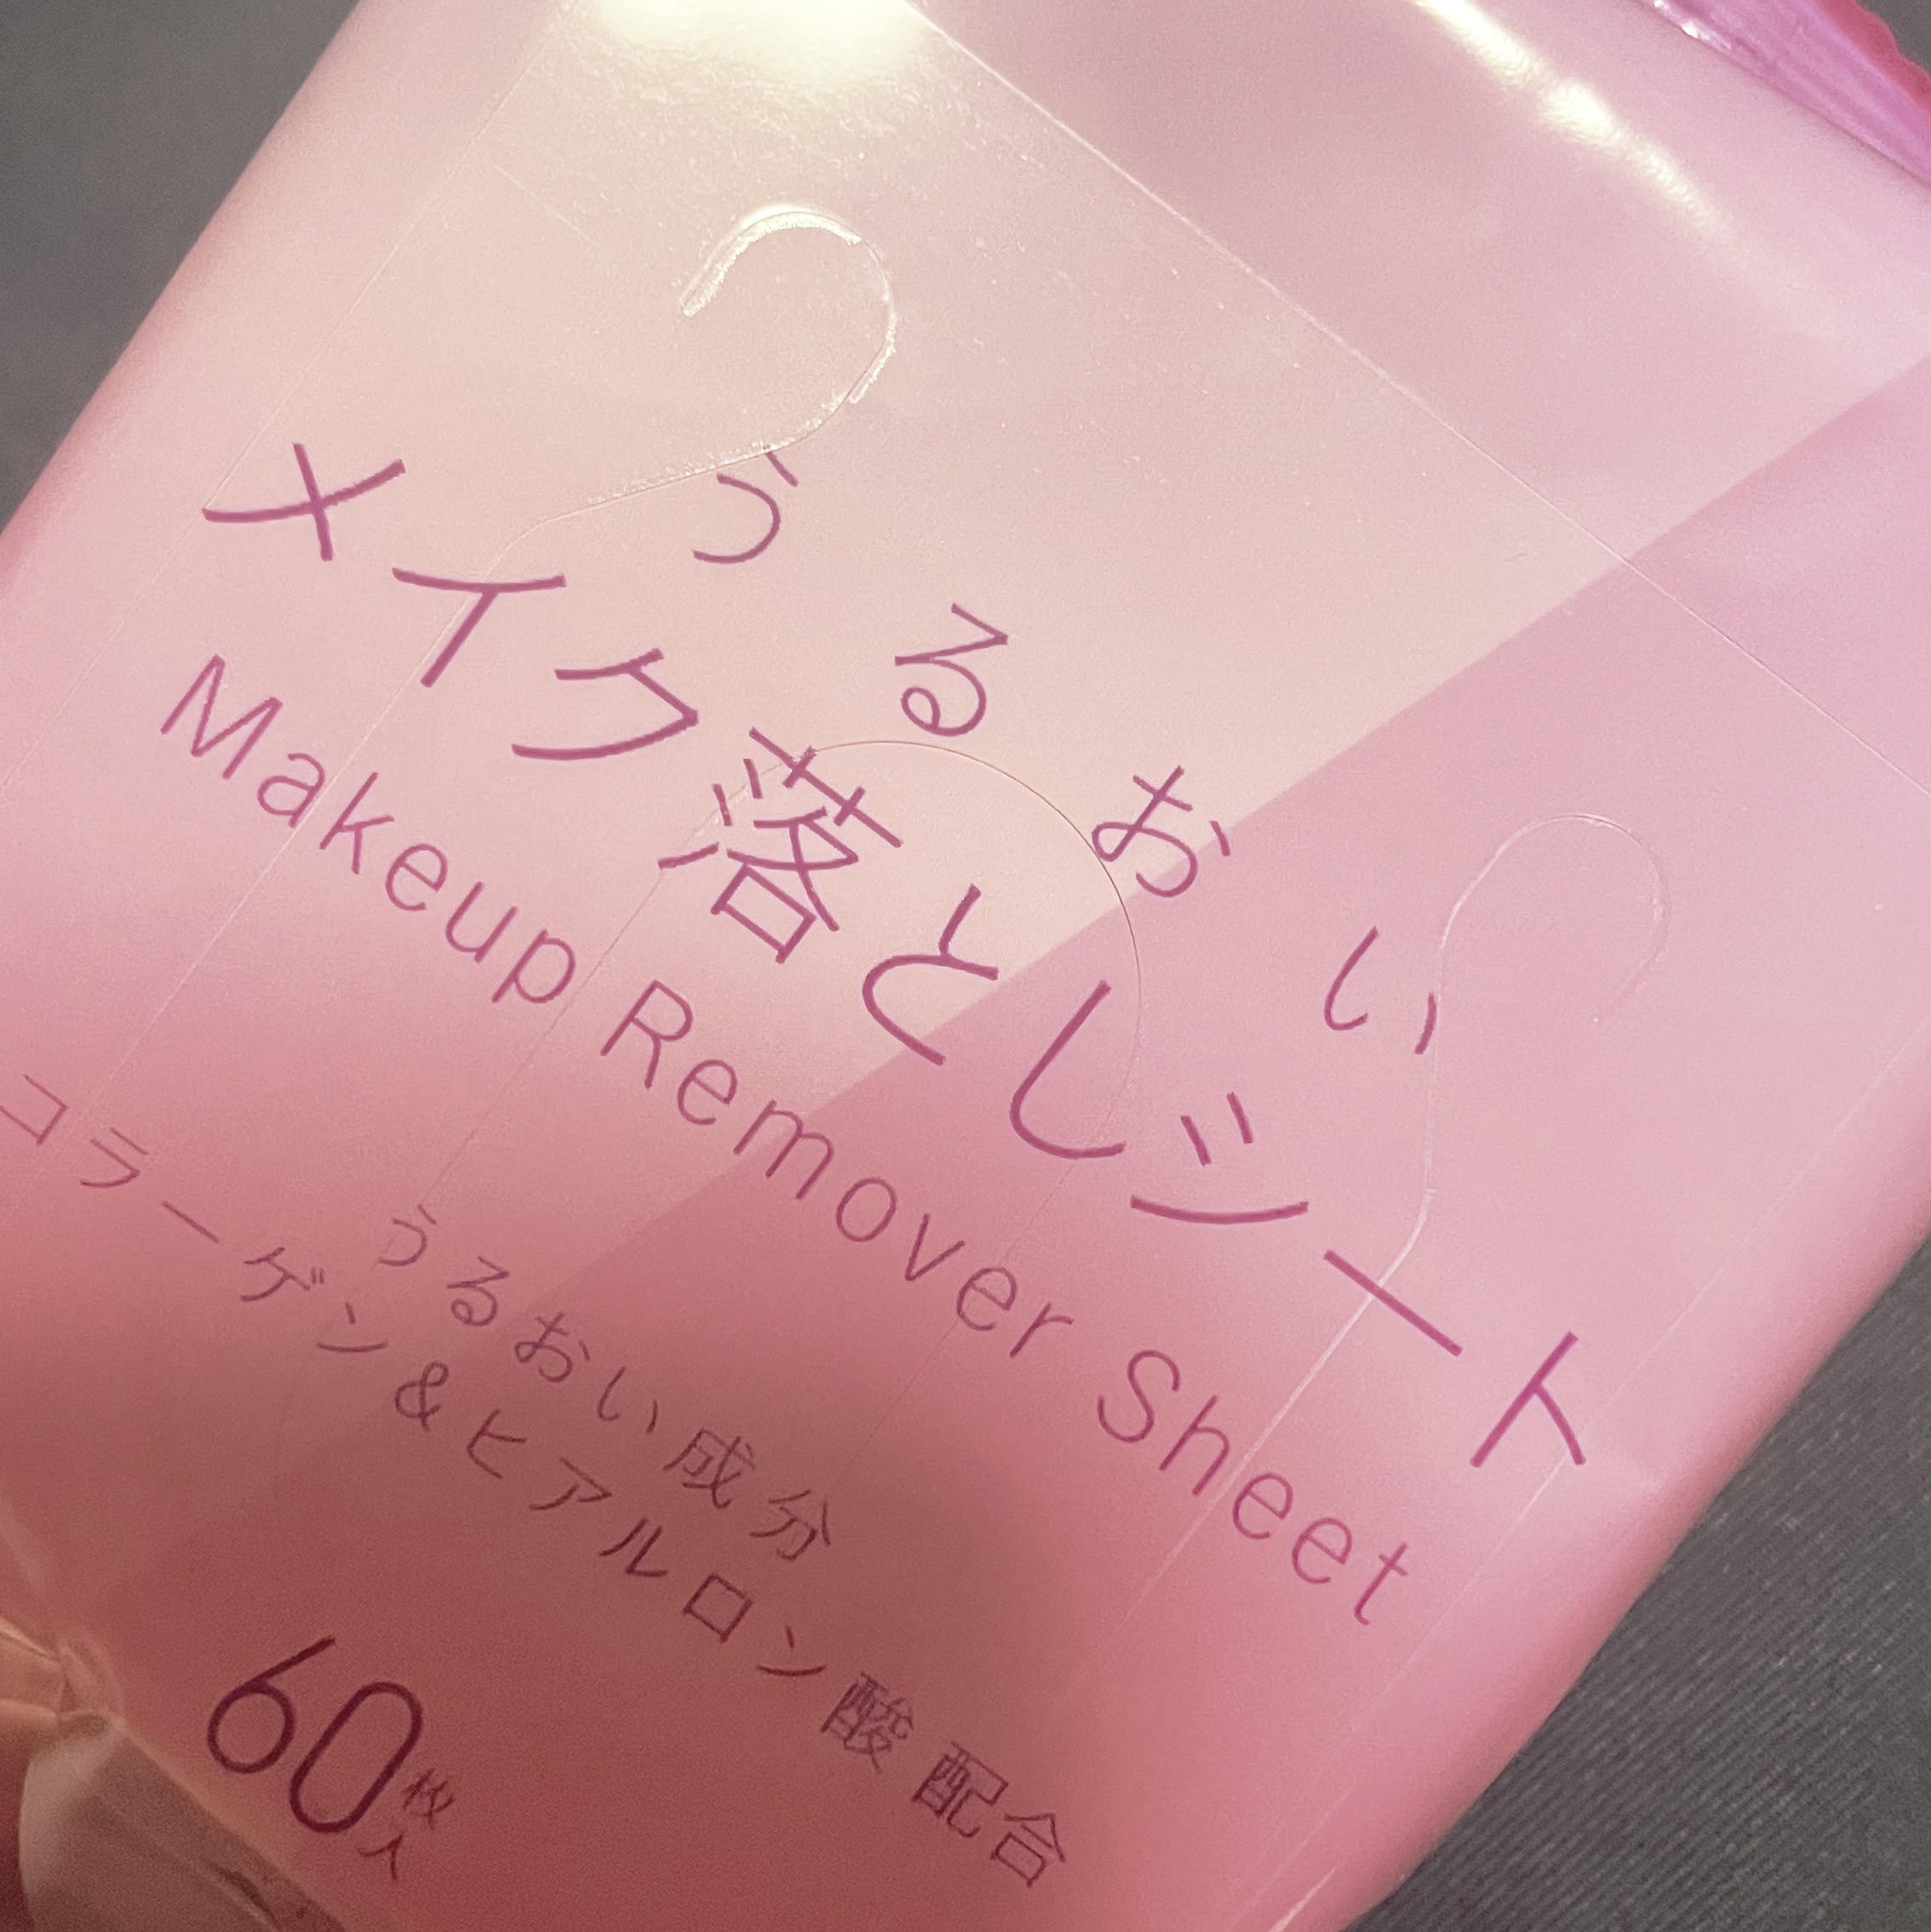 うるおい
メイク落としシート
Makeup Remover Sheet
うるおい成分
コラーゲン&ヒアルロン酸 配合
60枚入